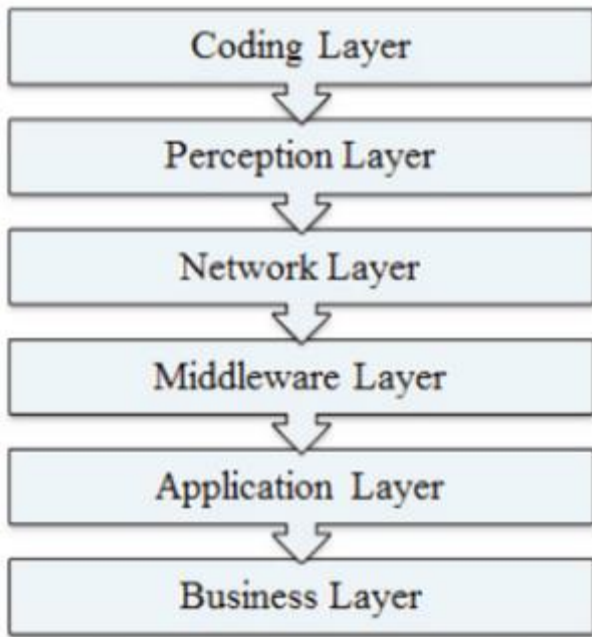 Coding Layer
Perception Layer
Network Layer
Middleware Layer
Application Layer
Business Layer